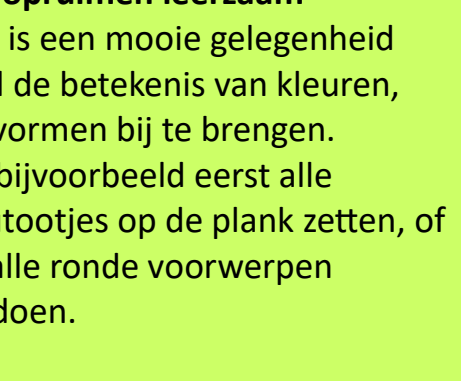 opruimen leerzaam
is een mooie gelegenheid
de betekenis van kleuren,
vormen bij te brengen.
bijvoorbeeld eerst alle
op de plank zetten, of
alle ronde voorwerpen
doen.